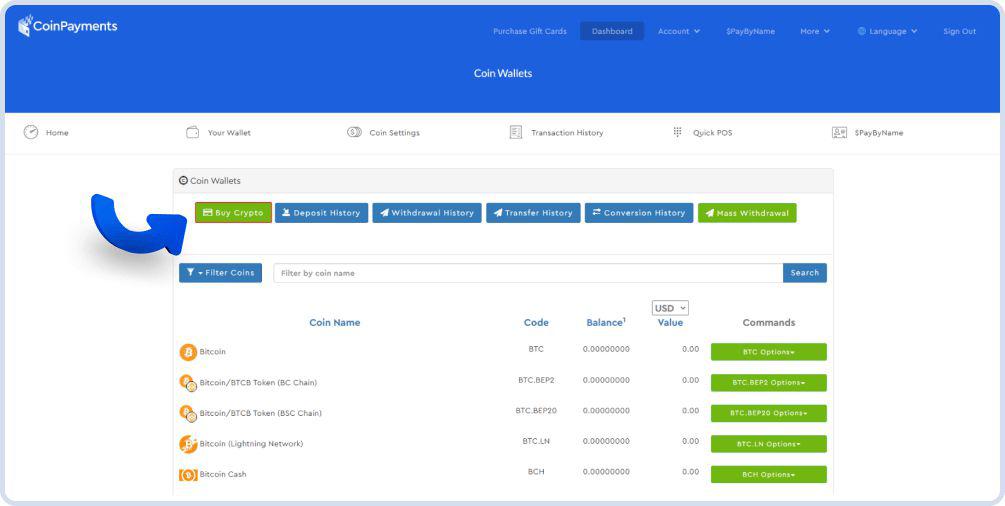 CoinPayments
Purchase Gift Cards Dashboard Account $PayByName More Language Sign Out
Coin Wallets
Home Your Wallet Coin Settings Transaction History Quick POS $PayByName
Coin Wallets
Buy Crypto Deposit History Withdrawal History Transfer History Conversion History Mass Withdrawal
Filter Coins Filter by coin name Search
USD
Coin Name Code Balance¹ Value Commands
Bitcoin BTC 0.00000000 0.00 BTC Options
Bitcoin/BTCB Token (BC Chain) BTC.BEP2 0.00000000 0.00 BTC.BEP2 Options
Bitcoin/BTCB Token (BSC Chain) BTC.BEP20 0.00000000 0.00 BTC.BEP20 Options
Bitcoin (Lightning Network) BTC.LN 0.00000000 0.00 BTC.LN Options
Bitcoin Cash BCH 0.00000000 0.00 BCH Options